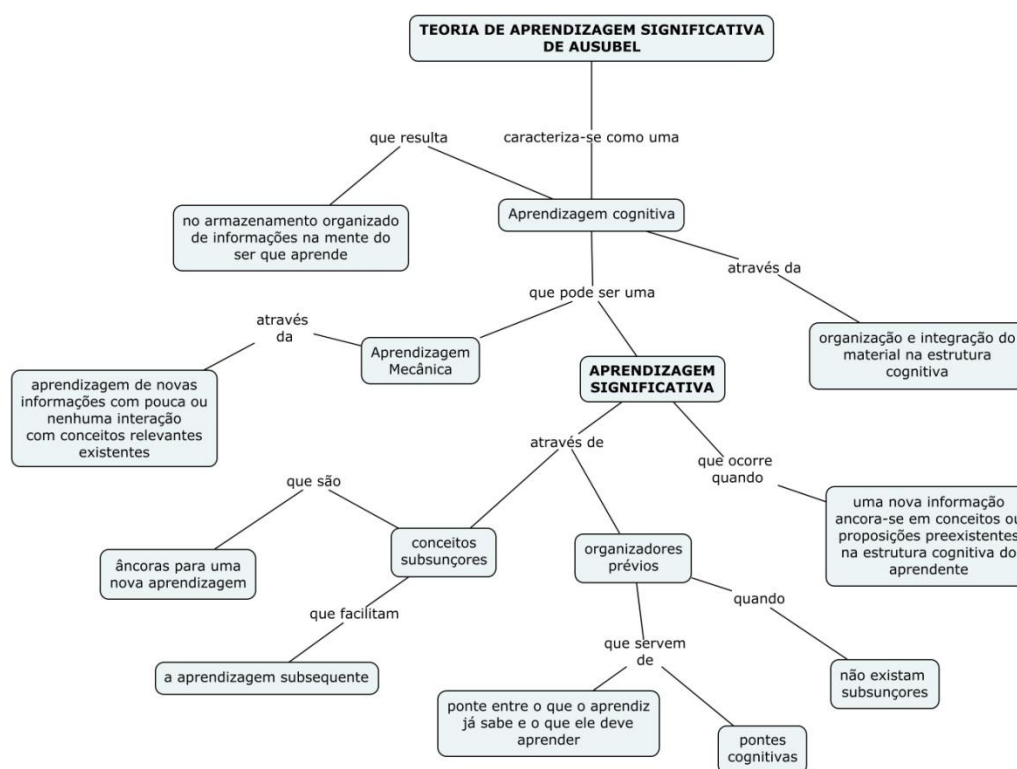 TEORIA DE APRENDIZAGEM SIGNIFICATIVA
DE AUSUBEL
que resulta
caracteriza-se como uma
no armazenamento organizado
de informações na mente do
ser que aprende
Aprendizagem cognitiva
através da
que pode ser uma
através
da
Aprendizagem
Mecânica
organização e integração do
material na estrutura
cognitiva
APRENDIZAGEM
SIGNIFICATIVA
aprendizagem de novas
informações com pouca ou
nenhuma interação
com conceitos relevantes
existentes
através de
que ocorre
quando
que são
uma nova informação
ancora-se em conceitos ou
proposições preexistentes
na estrutura cognitiva do
aprendente
conceitos
subsunçores
organizadores
prévios
âncoras para uma
nova aprendizagem
quando
que facilitam
que servem
de
a aprendizagem subsequente
não existam
subsunçores
ponte entre o que o aprendiz
já sabe e o que ele deve
aprender
pontes
cognitivas